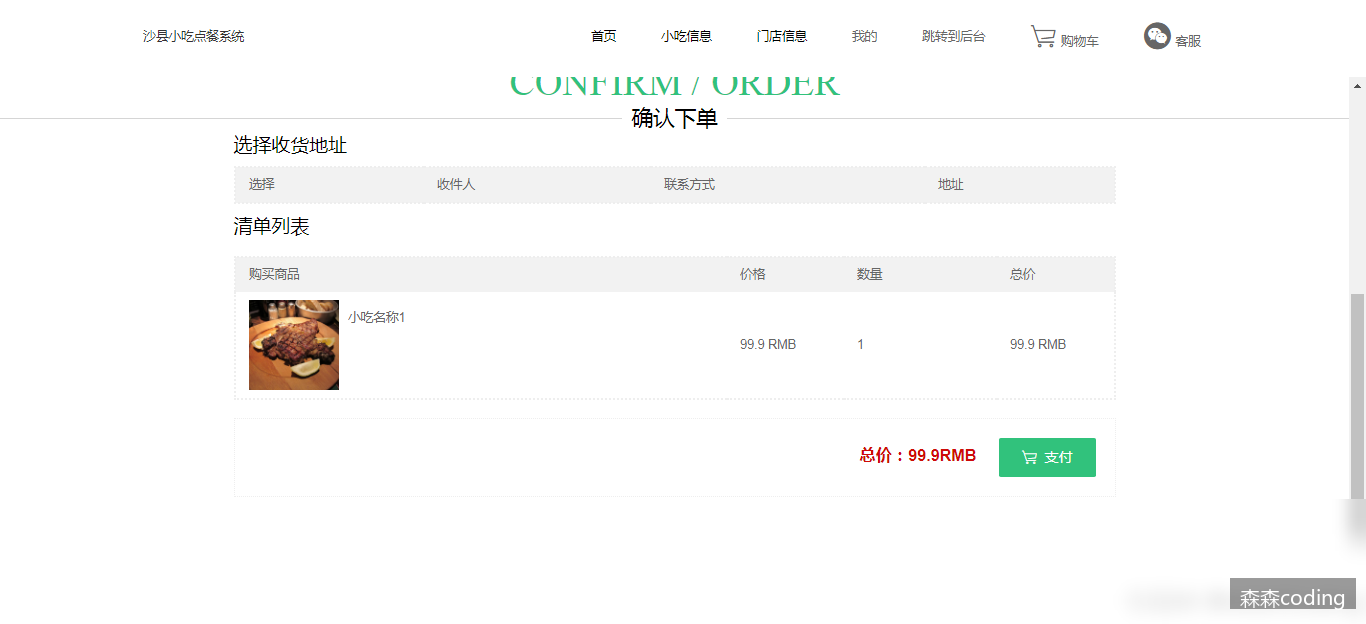 沙县小吃点餐系统 首页 小吃信息 门店信息 我的 跳转到后台 购物车 客服
CONFIRM / ORDER
确认下单
选择收货地址
选择 收件人 联系方式 地址
清单列表
购买商品 价格 数量 总价
小吃名称1
99.9 RMB 1 99.9 RMB
总价：99.9RMB 支付
森森coding